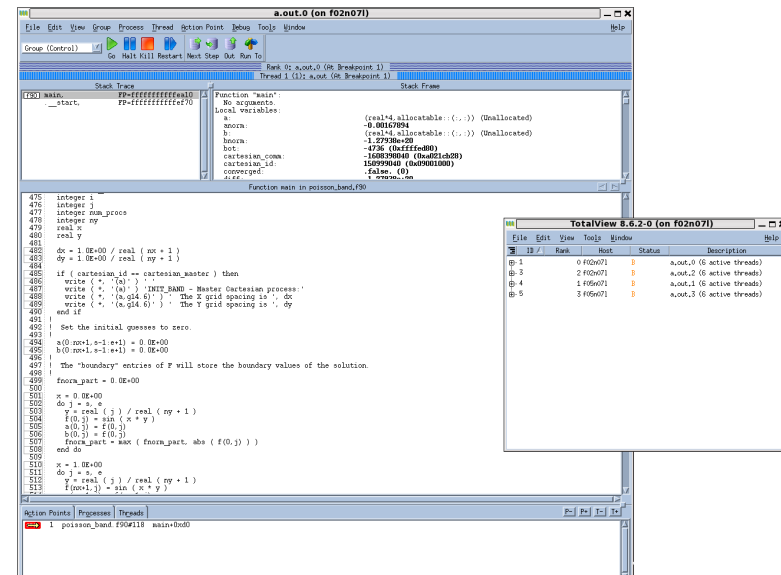 a.out.0 (on f02n07l)
File Edit View Group Process Thread Action Point Debug Tools Window Help
Group (Control)
Go Halt Kill Restart Next Step Out Run To
Rank 0: a.out.0 (At Breakpoint 1)
Thread 1 (1): a.out (At Breakpoint 1)
Stack Trace
f90 main, FP=fffffffffffea10
.__start, FP=fffffffffffef70
Stack Frame
Function "main":
No arguments.
Local variables:
a: (real*4,allocatable::(:,:)) (Unallocated)
anorm: -0.00167894
b: (real*4,allocatable::(:,:)) (Unallocated)
bnorm: -1.27938e+20
bot: -4736 (0xffffed80)
cartesian_comm: -1608398040 (0xa021cb28)
cartesian_id: 150999040 (0x09001000)
converged: .false. (0)
Function main in poisson_band.f90
475 integer i
476 integer j
477 integer num_procs
478 integer ny
479 real x
480 real y
481
482 dx = 1.0E+00 / real ( nx + 1 )
483 dy = 1.0E+00 / real ( ny + 1 )
484
485 if ( cartesian_id == cartesian_master ) then
486 write ( *, '(a)' ) ' '
487 write ( *, '(a)' ) 'INIT_BAND - Master Cartesian process:'
488 write ( *, '(a,g14.6)' ) ' The X grid spacing is ', dx
489 write ( *, '(a,g14.6)' ) ' The Y grid spacing is ', dy
490 end if
491 !
492 ! Set the initial guesses to zero.
493 !
494 a(0:nx+1,s-1:e+1) = 0.0E+00
495 b(0:nx+1,s-1:e+1) = 0.0E+00
496 !
497 ! The "boundary" entries of F will store the boundary values of the solution.
498 !
499 fnorm_part = 0.0E+00
500
501 x = 0.0E+00
502 do j = s, e
503 y = real ( j ) / real ( ny + 1 )
504 f(0,j) = sin ( x * y )
505 a(0,j) = f(0,j)
506 b(0,j) = f(0,j)
507 fnorm_part = max ( fnorm_part, abs ( f(0,j) ) )
508 end do
509
510 x = 1.0E+00
511 do j = s, e
512 y = real ( j ) / real ( ny + 1 )
513 f(nx+1,j) = sin ( x * y )
Action Points Processes Threads P- P+ T- T+
1 poisson_band.f90#118 main+0xd0
TotalView 8.6.2-0 (on f02n07l)
File Edit View Tools Window Help
ID / Rank Host Status Description
1 0 f02n07l B a.out.0 (6 active threads)
3 2 f02n07l B a.out.2 (6 active threads)
4 1 f05n07l B a.out.1 (6 active threads)
5 3 f05n07l B a.out.3 (6 active threads)